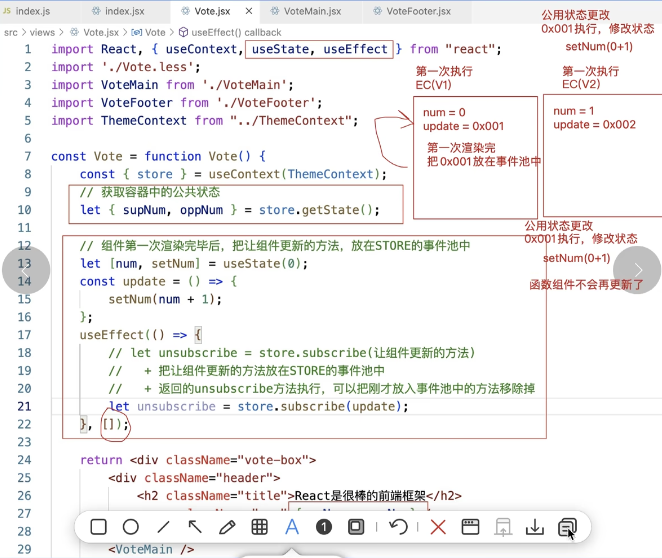 index.js
index.jsx
Vote.jsx
VoteMain.jsx
VoteFooter.jsx
src > views > Vote.jsx > Vote > useEffect() callback
1 import React, { useContext, useState, useEffect } from "react";
2 import './Vote.less';
3 import VoteMain from './VoteMain';
4 import VoteFooter from './VoteFooter';
5 import ThemeContext from "../ThemeContext";
6
7 const Vote = function Vote() {
8 const { store } = useContext(ThemeContext);
9 // 获取容器中的公共状态
10 let { supNum, oppNum } = store.getState();
11
12 // 组件第一次渲染完毕后，把让组件更新的方法，放在STORE的事件池中
13 let [num, setNum] = useState(0);
14 const update = () => {
15 setNum(num + 1);
16 };
17 useEffect(() => {
18 // let unsubscribe = store.subscribe(让组件更新的方法)
19 // + 把让组件更新的方法放在STORE的事件池中
20 // + 返回的unsubscribe方法执行，可以把刚才放入事件池中的方法移除掉
21 let unsubscribe = store.subscribe(update);
22 }, []);
23
24 return <div className="vote-box">
25 <div className="header">
26 <h2 className="title">React是很棒的前端框架</h2>
27
28
29 <VoteMain />
公用状态更改
0x001执行，修改状态
setNum(0+1)
第一次执行
EC(V1)
num = 0
update = 0x001
第一次渲染完
把0x001放在事件池中
第一次执行
EC(V2)
num = 1
update = 0x002
公用状态更改
0x001执行，修改状态
setNum(0+1)
函数组件不会再更新了
A
1